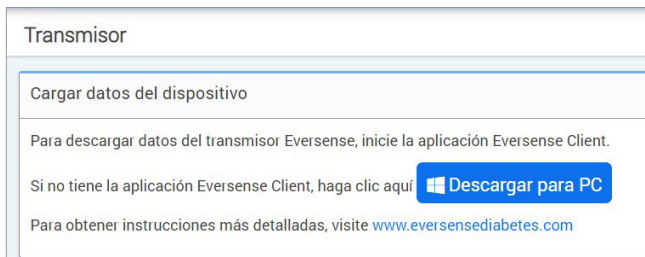 Transmisor
Cargar datos del dispositivo
Para descargar datos del transmisor Eversense, inicie la aplicación Eversense Client.
Si no tiene la aplicación Eversense Client, haga clic aquí Descargar para PC
Para obtener instrucciones más detalladas, visite www.eversensediabetes.com